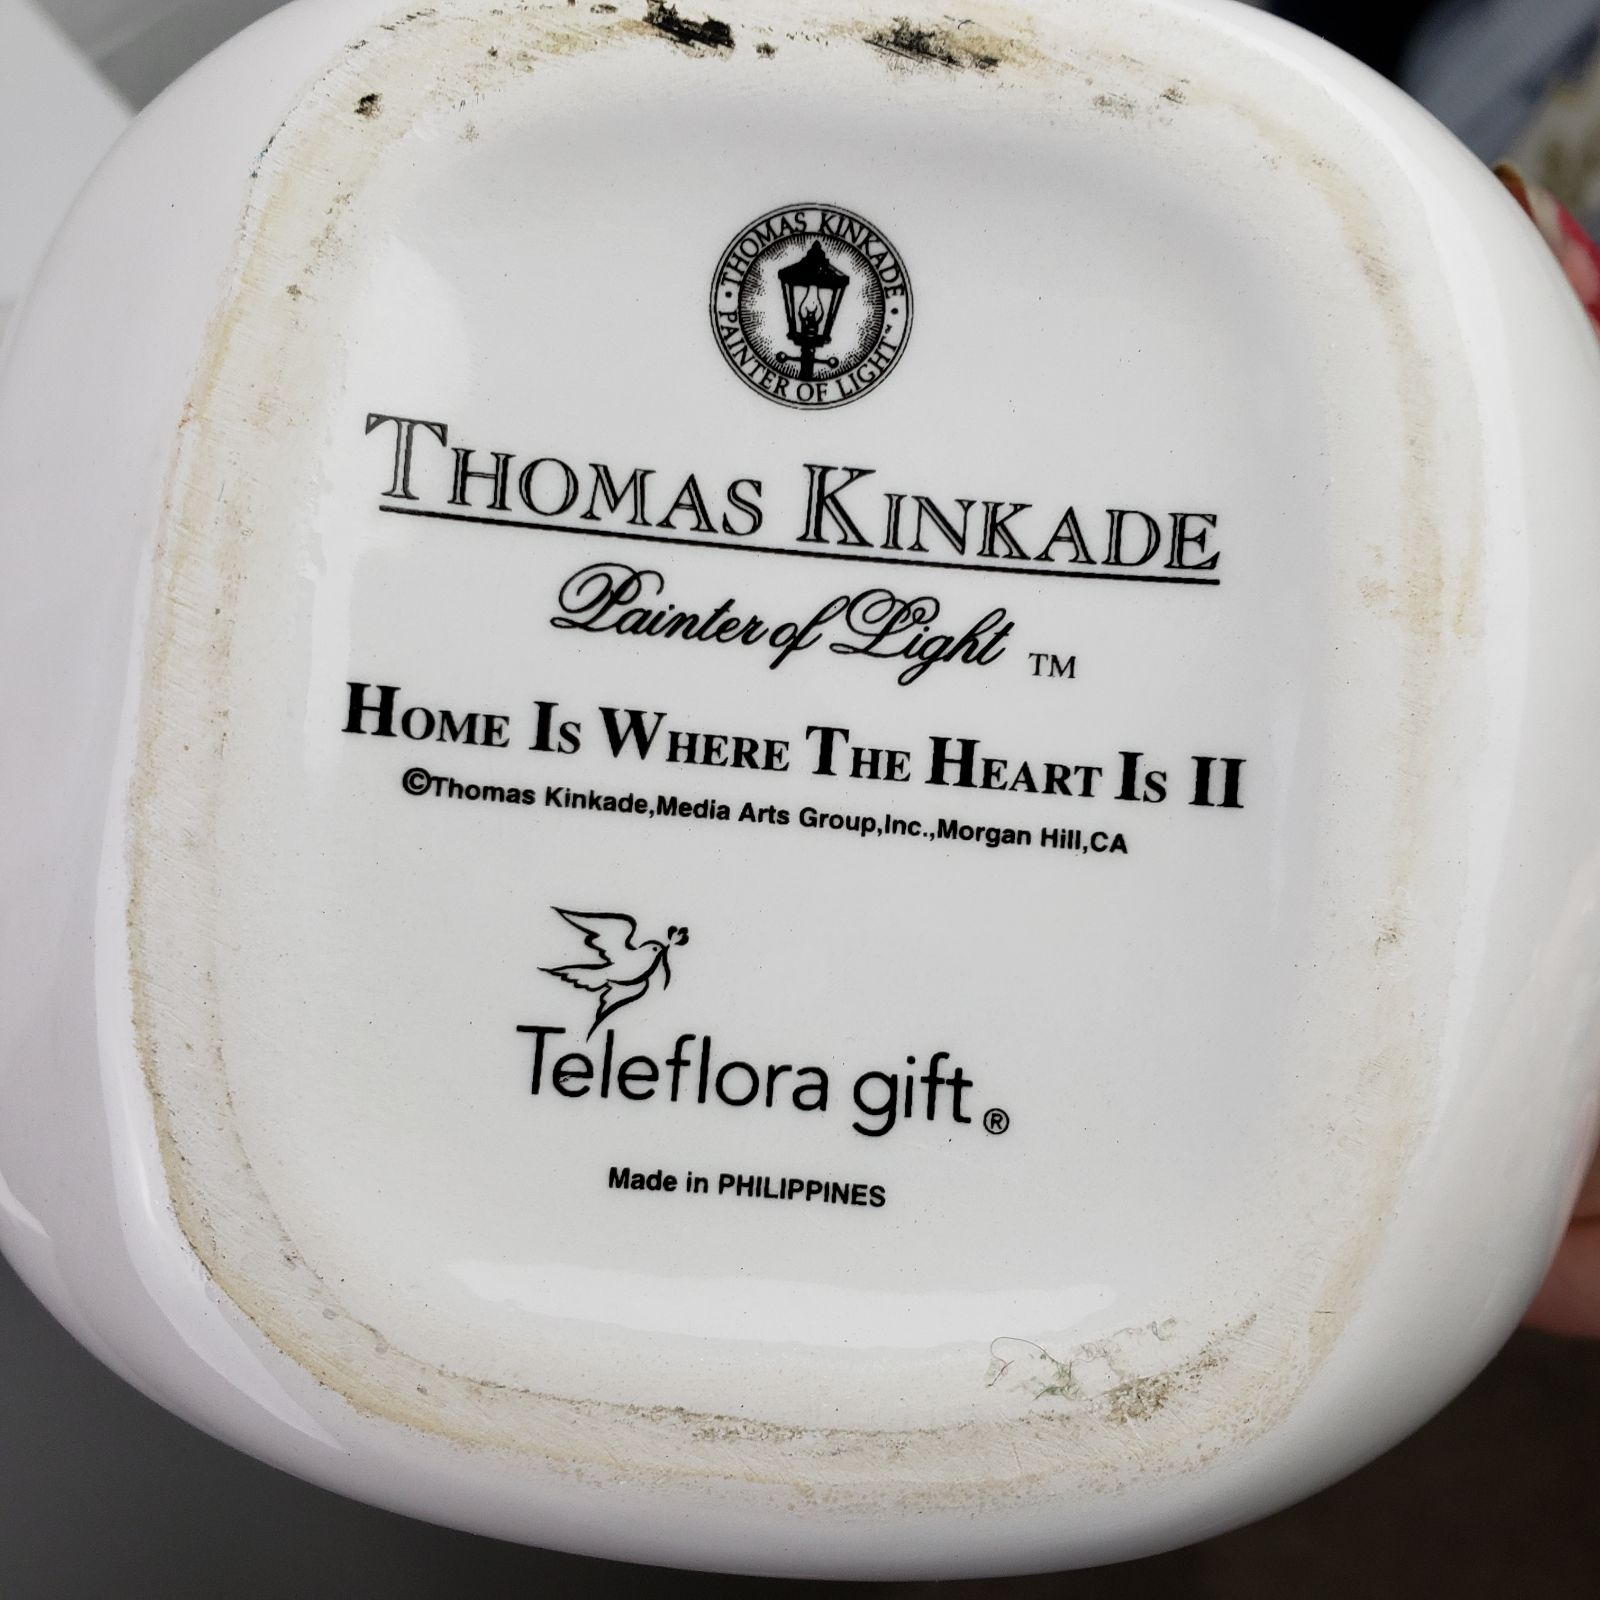 THOMAS KINKADE
• PAINTER OF LIGHT™ •
THOMAS KINKADE
Painter of Light TM
HOME IS WHERE THE HEART IS II
©Thomas Kinkade,Media Arts Group,Inc.,Morgan Hill,CA
Teleflora gift®
Made in PHILIPPINES